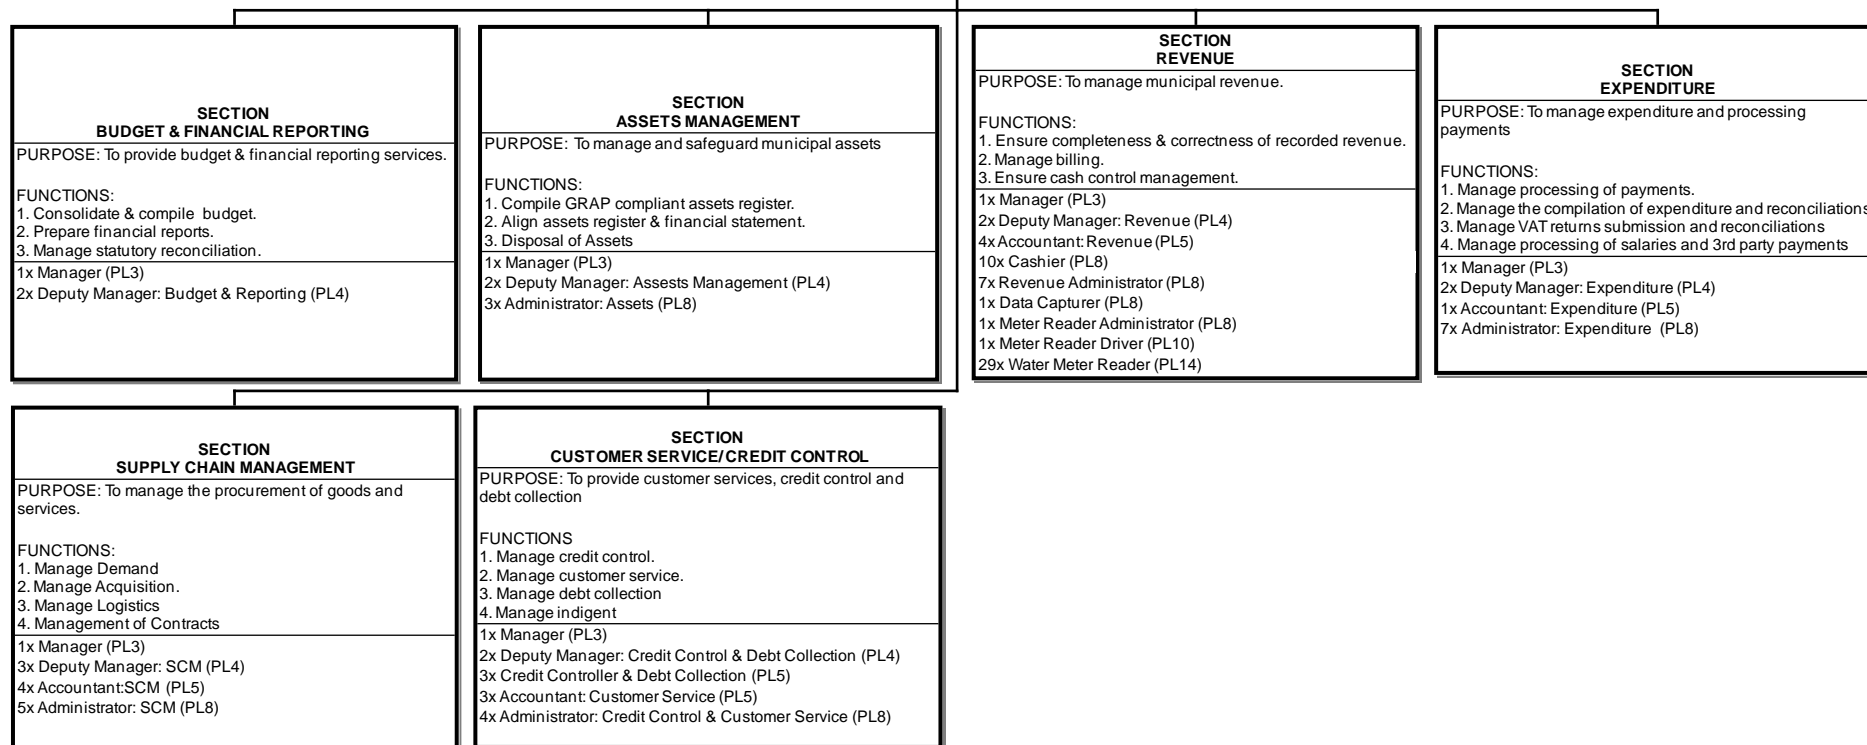 SECTION
BUDGET & FINANCIAL REPORTING
PURPOSE: To provide budget & financial reporting services.
FUNCTIONS:
1. Consolidate & compile budget.
2. Prepare financial reports.
3. Manage statutory reconciliation.
1x Manager (PL3)
2x Deputy Manager: Budget & Reporting (PL4)
SECTION
ASSETS MANAGEMENT
PURPOSE: To manage and safeguard municipal assets
FUNCTIONS:
1. Compile GRAP compliant assets register.
2. Align assets register & financial statement.
3. Disposal of Assets
1x Manager (PL3)
2x Deputy Manager: Assests Management (PL4)
3x Administrator: Assets (PL8)
SECTION
REVENUE
PURPOSE: To manage municipal revenue.
FUNCTIONS:
1. Ensure completeness & correctness of recorded revenue.
2. Manage billing.
3. Ensure cash control management.
1x Manager (PL3)
2x Deputy Manager: Revenue (PL4)
4x Accountant: Revenue (PL5)
10x Cashier (PL8)
7x Revenue Administrator (PL8)
1x Data Capturer (PL8)
1x Meter Reader Administrator (PL8)
1x Meter Reader Driver (PL10)
29x Water Meter Reader (PL14)
SECTION
EXPENDITURE
PURPOSE: To manage expenditure and processing
payments
FUNCTIONS:
1. Manage processing of payments.
2. Manage the compilation of expenditure and reconciliations
3. Manage VAT returns submission and reconciliations
4. Manage processing of salaries and 3rd party payments
1x Manager (PL3)
2x Deputy Manager: Expenditure (PL4)
1x Accountant: Expenditure (PL5)
7x Administrator: Expenditure (PL8)
SECTION
SUPPLY CHAIN MANAGEMENT
PURPOSE: To manage the procurement of goods and
services.
FUNCTIONS:
1. Manage Demand
2. Manage Acquisition.
3. Manage Logistics
4. Management of Contracts
1x Manager (PL3)
3x Deputy Manager: SCM (PL4)
4x Accountant:SCM (PL5)
5x Administrator: SCM (PL8)
SECTION
CUSTOMER SERVICE/CREDIT CONTROL
PURPOSE: To provide customer services, credit control and
debt collection
FUNCTIONS
1. Manage credit control.
2. Manage customer service.
3. Manage debt collection
4. Manage indigent
1x Manager (PL3)
2x Deputy Manager: Credit Control & Debt Collection (PL4)
3x Credit Controller & Debt Collection (PL5)
3x Accountant: Customer Service (PL5)
4x Administrator: Credit Control & Customer Service (PL8)